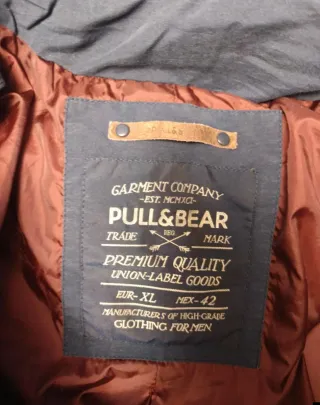 GARMENT COMPANY
-EST. MCMXCI-
PULL&BEAR
TRADE MARK
PREMIUM QUALITY
UNION-LABEL GOODS
EUR- XL MEX- 42
MANUFACTURERS OF HIGH-GRADE
CLOTHING FOR MEN